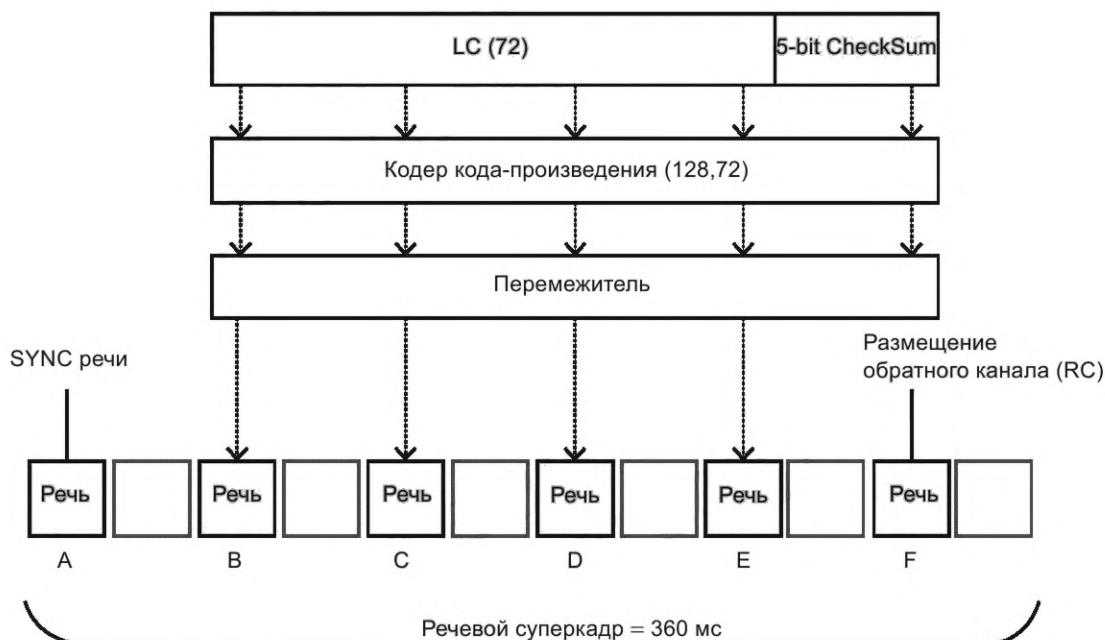 LC (72)
5-bit CheckSum
Кодер кода-произведения (128,72)
Перемежитель
SYNC речи
Размещение
обратного канала (RC)
Речь
Речь
Речь
Речь
Речь
Речь
A
B
C
D
E
F
Речевой суперкадр = 360 мс